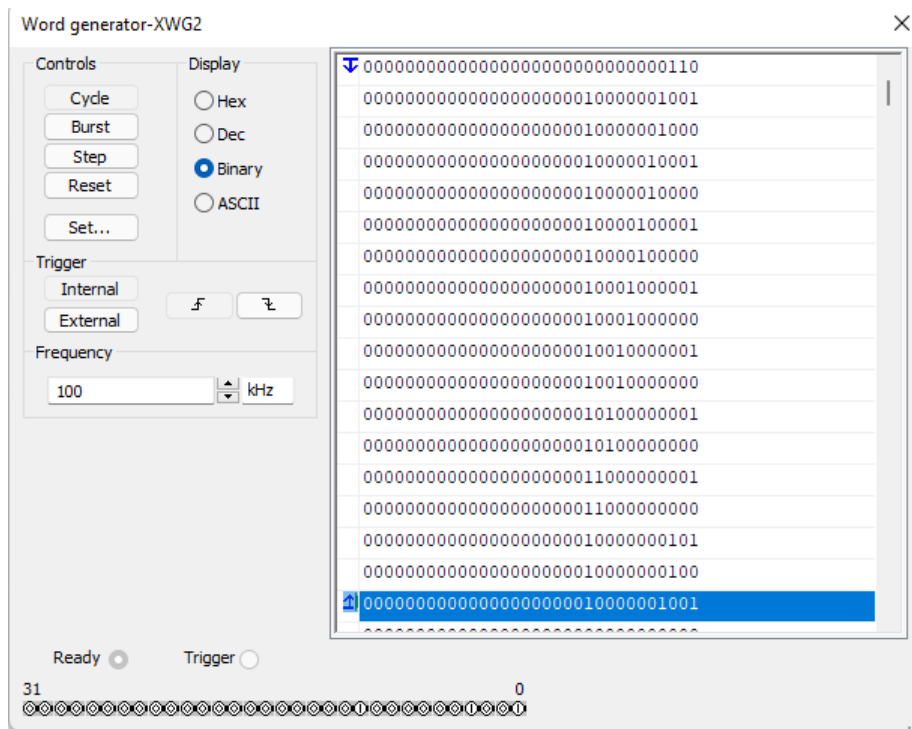 Word generator-XWG2
Controls
Display
Cycle
Burst
Step
Reset
Set...
Hex
Dec
Binary
ASCII
Trigger
Internal
External
Frequency
100
kHz
00000000000000000000000000000110
00000000000000000000010000001001
00000000000000000000010000001000
00000000000000000000010000010001
00000000000000000000010000010000
00000000000000000000010000100001
00000000000000000000010000100000
00000000000000000000010001000001
00000000000000000000010001000000
00000000000000000000010010000001
00000000000000000000010010000000
00000000000000000000010100000001
00000000000000000000010100000000
00000000000000000000011000000001
00000000000000000000011000000000
00000000000000000000010000000101
00000000000000000000010000000100
00000000000000000000010000001001
Ready
Trigger
31
0